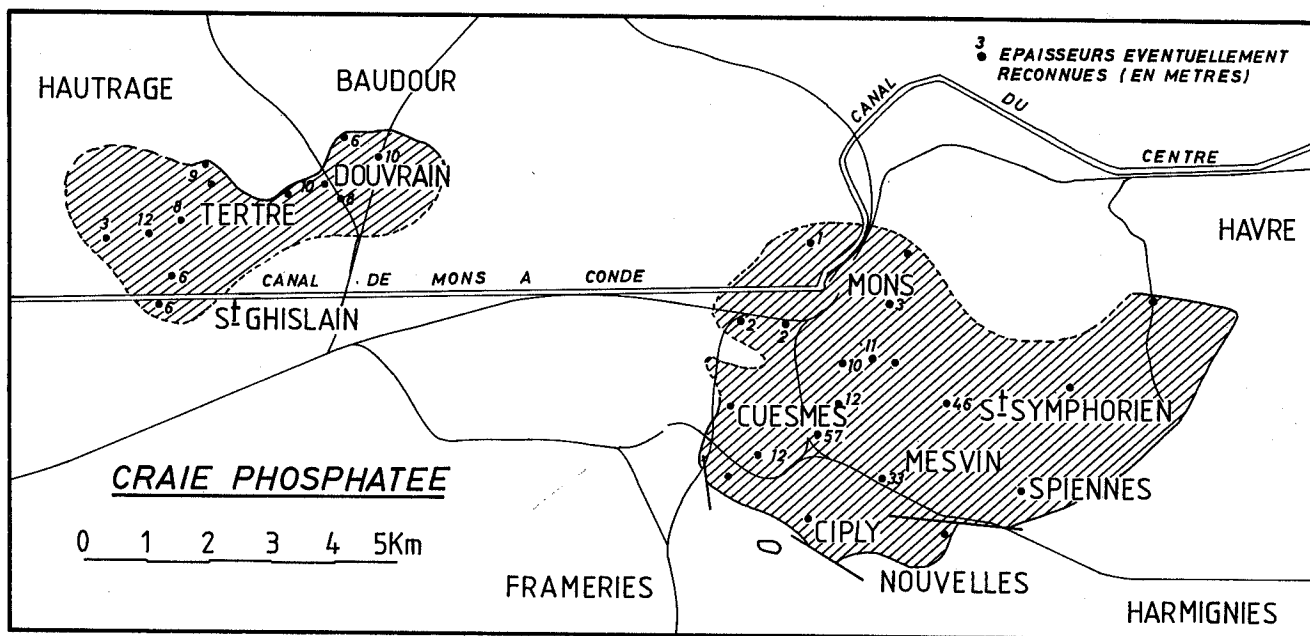 3
EPAISSEURS EVENTUELLEMENT
RECONNUES (EN METRES)
HAUTRAGE
BAUDOUR
CANAL
DU
CENTRE
6
10
9
10
DOUVRAIN
8
8
TERTRE
3
12
HAVRE
1
6
CANAL DE MONS A CONDE
MONS
6
St GHISLAIN
3
2
2
11
10
12
46
St SYMPHORIEN
CUESMES
57
12
MESVIN
33
SPIENNES
CRAIE PHOSPHATEE
CIPLY
0 1 2 3 4 5Km
FRAMERIES
NOUVELLES
HARMIGNIES